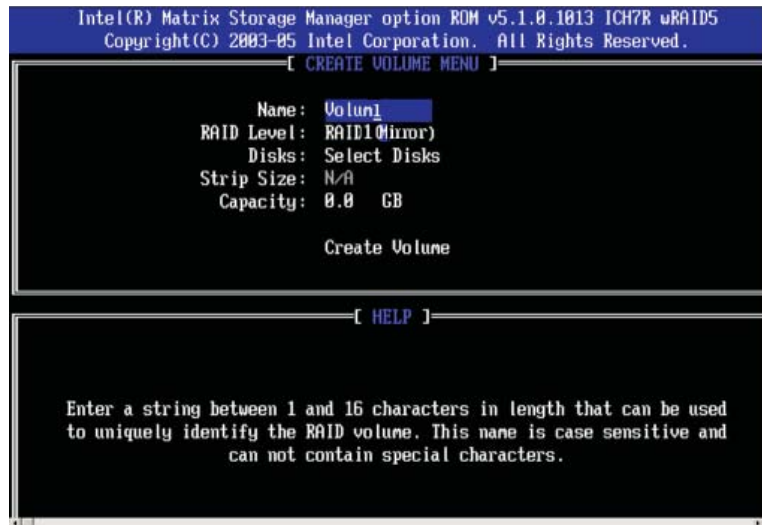 Intel(R) Matrix Storage Manager option ROM v5.1.0.1013 ICH7R wRAID5
Copyright(C) 2003-05 Intel Corporation. All Rights Reserved.
[ CREATE VOLUME MENU ]
Name: Volum1
RAID Level: RAID1(Mirror)
Disks: Select Disks
Strip Size: N/A
Capacity: 0.0 GB
Create Volume
[ HELP ]
Enter a string between 1 and 16 characters in length that can be used
to uniquely identify the RAID volume. This name is case sensitive and
can not contain special characters.